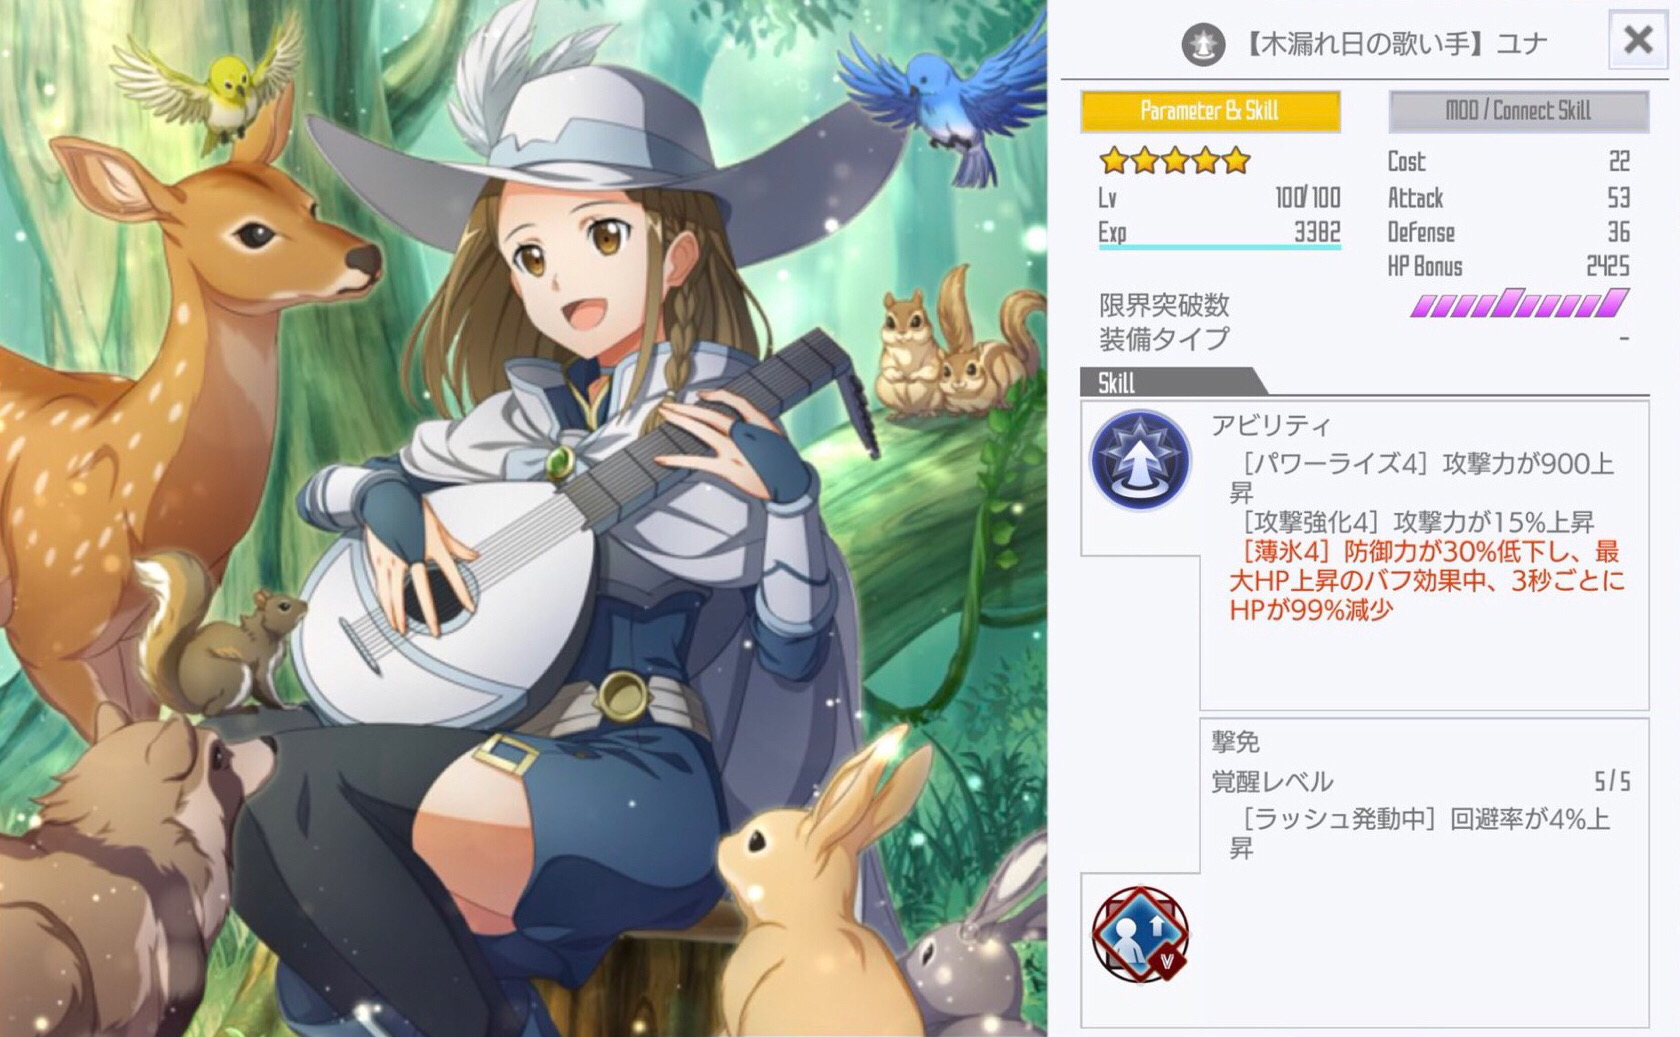 【木漏れ日の歌い手】ユナ
Parameter & Skill
MOD / Connect Skill
Lv 100/100
Exp 3382
Cost 22
Attack 53
Defense 36
HP Bonus 2425
限界突破数
装備タイプ -
Skill
アビリティ
［パワーライズ4］攻撃力が900上
昇
［攻撃強化4］攻撃力が15%上昇
［薄氷4］防御力が30%低下し、最
大HP上昇のバフ効果中、3秒ごとに
HPが99%減少
撃免
覚醒レベル 5/5
［ラッシュ発動中］回避率が4%上
昇
V